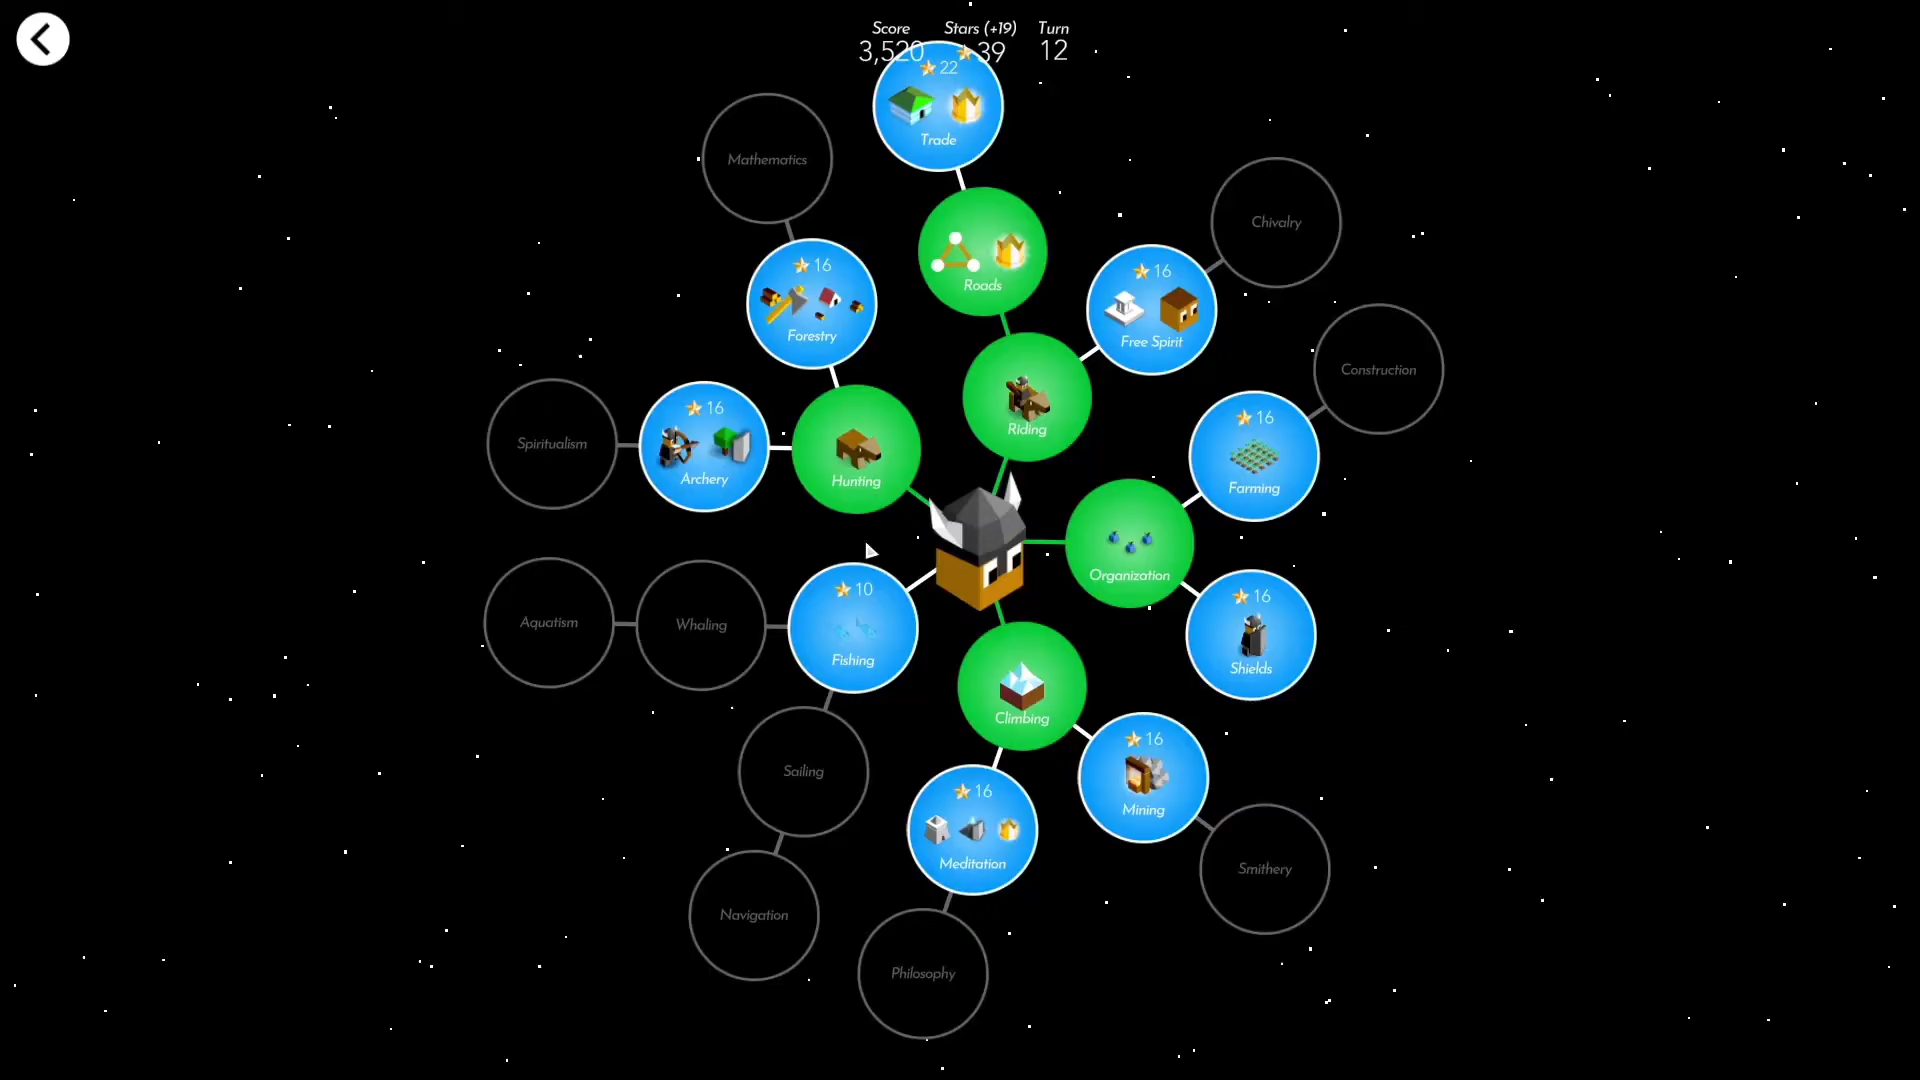 Score
Stars (+19)
Turn
3,520
39
12
22
Trade
Mathematics
Chivalry
Roads
16
Forestry
16
Free Spirit
Construction
16
Archery
Spiritualism
Hunting
Riding
16
Farming
Organization
16
Shields
Aquatism
Whaling
10
Fishing
Climbing
Sailing
16
Mining
16
Meditation
Smithery
Navigation
Philosophy